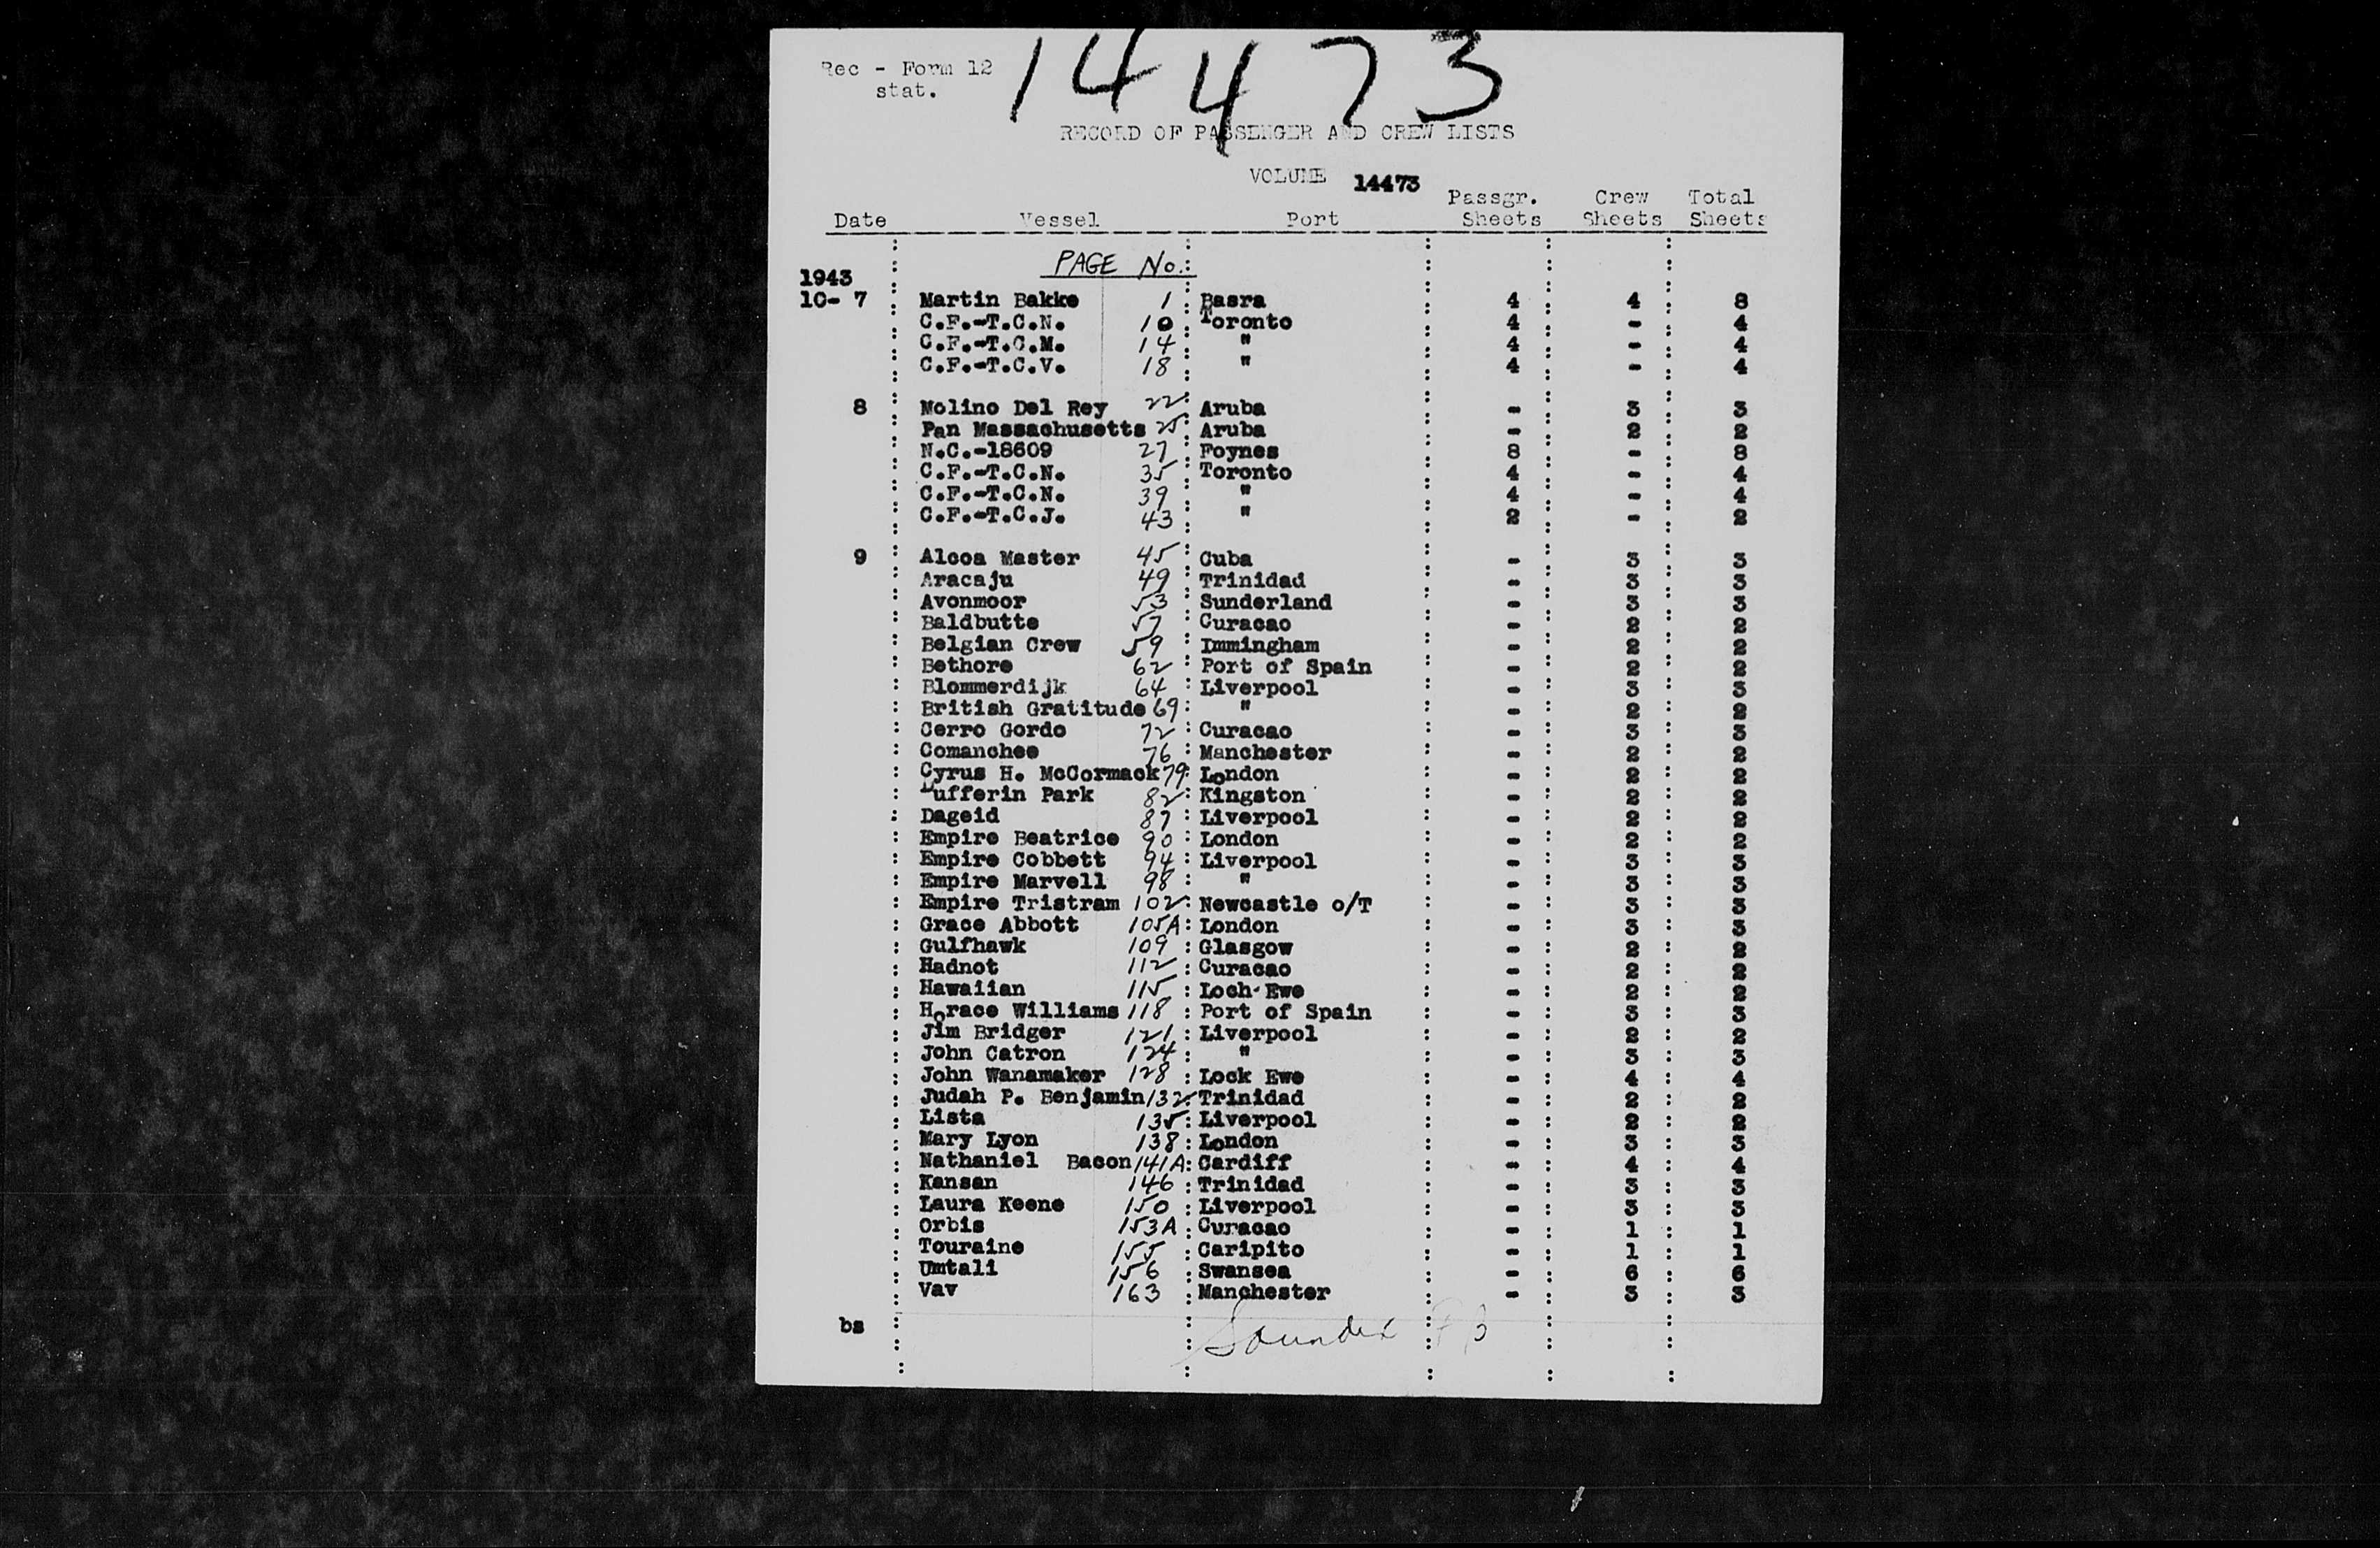 14473
Rec - Form 12
stat.
RECORD OF PASSENGER AND CREW LISTS
VOLUME 14473
Date Vessel Port Passgr. Sheets Crew Sheets Total Sheets
PAGE No.
1943
10- 7 Martin Bakke 1 Basra 4 4 8
C.F.-T.C.N. 10 Toronto 4 - 4
C.F.-T.C.M. 14 " 4 - 4
C.F.-T.C.V. 18 " 4 - 4
8 Molino Del Rey 22 Aruba - 3 3
Pan Massachusetts 25 Aruba - 2 2
N.C.-18609 27 Foynes 8 - 8
C.F.-T.C.N. 35 Toronto 4 - 4
C.F.-T.C.N. 39 " 4 - 4
C.F.-T.C.J. 43 " 2 - 2
9 Alcoa Master 45 Cuba - 3 3
Aracaju 49 Trinidad - 3 3
Avonmoor 53 Sunderland - 3 3
Baldbutte 57 Curacao - 2 2
Belgian Crew 59 Immingham - 2 2
Bethore 62 Port of Spain - 2 2
Blommerdijk 64 Liverpool - 3 3
British Gratitude 69 " - 2 2
Cerro Gordo 72 Curacao - 3 3
Comanchee 76 Manchester - 2 2
Cyrus H. McCormack 79 London - 2 2
Dufferin Park 82 Kingston - 2 2
Dageid 87 Liverpool - 2 2
Empire Beatrice 90 London - 2 2
Empire Cobbett 94 Liverpool - 3 3
Empire Marvell 98 " - 3 3
Empire Tristram 102 Newcastle o/T - 3 3
Grace Abbott 105A London - 3 3
Gulfhawk 109 Glasgow - 2 2
Hadnot 112 Curacao - 2 2
Hawaiian 115 Loch Ewe - 2 2
Horace Williams 118 Port of Spain - 3 3
Jim Bridger 121 Liverpool - 2 2
John Catron 124 " - 3 3
John Wanamaker 128 Lock Ewe - 4 4
Judah P. Benjamin 132 Trinidad - 2 2
Lista 135 Liverpool - 2 2
Mary Lyon 138 London - 3 3
Nathaniel Bacon 141A Cardiff - 4 4
Kansan 146 Trinidad - 3 3
Laura Keene 150 Liverpool - 3 3
Orbis 153A Curacao - 1 1
Touraine 155 Caripito - 1 1
Umtali 156 Swansea - 6 6
Vav 163 Manchester - 3 3
bs
Soundex